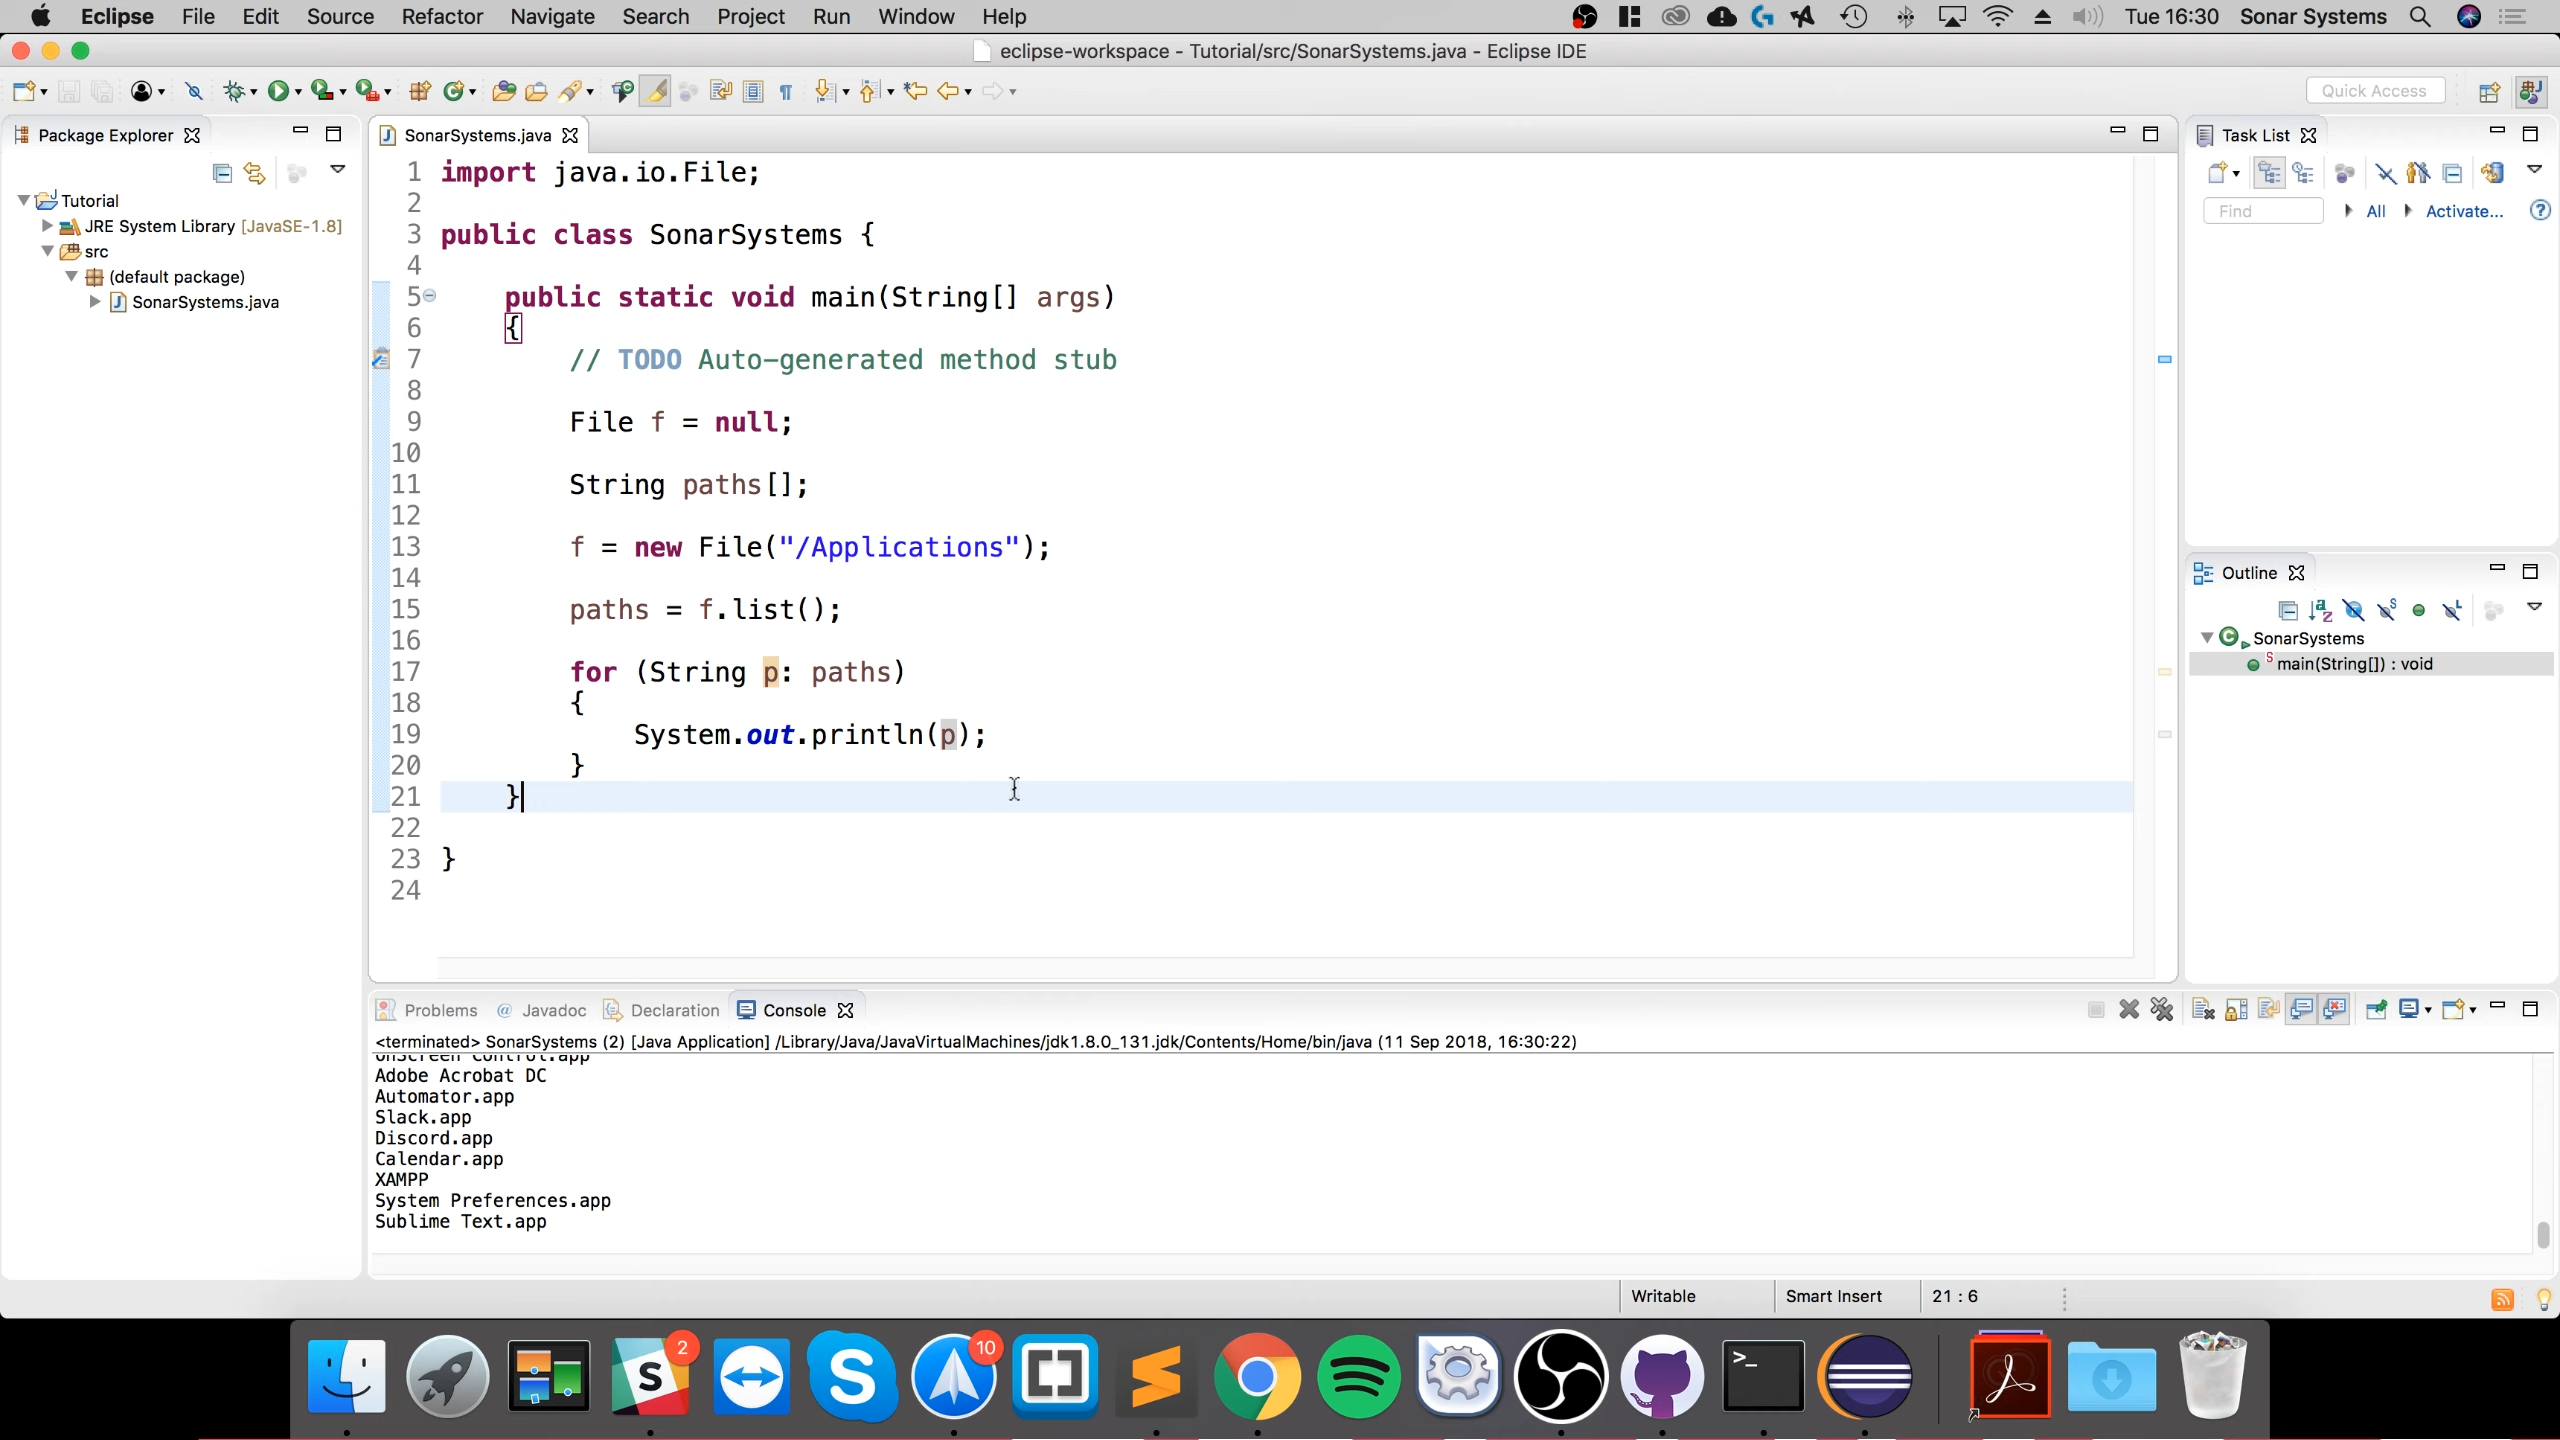 Eclipse File Edit Source Refactor Navigate Search Project Run Window Help Tue 16:30 Sonar Systems
eclipse-workspace - Tutorial/src/SonarSystems.java - Eclipse IDE
Quick Access
Package Explorer
Tutorial
JRE System Library [JavaSE-1.8]
src
(default package)
SonarSystems.java
SonarSystems.java
1 import java.io.File;
2
3 public class SonarSystems {
4
5 public static void main(String[] args)
6 {
7 // TODO Auto-generated method stub
8
9 File f = null;
10
11 String paths[];
12
13 f = new File("/Applications");
14
15 paths = f.list();
16
17 for (String p: paths)
18 {
19 System.out.println(p);
20 }
21 }
22
23 }
24
Task List
Find All Activate...
Outline
SonarSystems
main(String[]) : void
Problems Javadoc Declaration Console
<terminated> SonarSystems (2) [Java Application] /Library/Java/JavaVirtualMachines/jdk1.8.0_131.jdk/Contents/Home/bin/java (11 Sep 2018, 16:30:22)
OnScreen Control.app
Adobe Acrobat DC
Automator.app
Slack.app
Discord.app
Calendar.app
XAMPP
System Preferences.app
Sublime Text.app
Writable Smart Insert 21 : 6
2
10